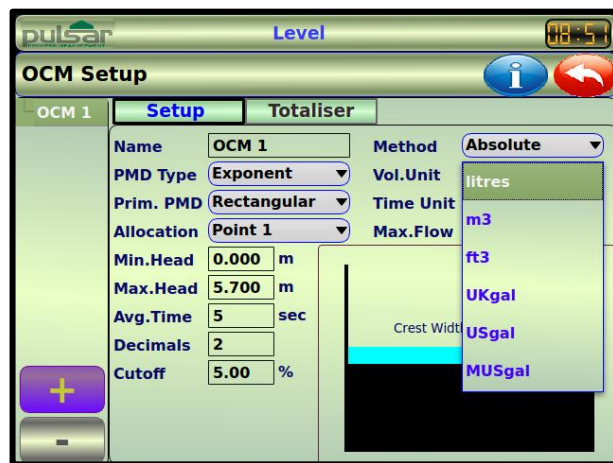 pulsar
Level
08:51
OCM Setup
i
OCM 1
Setup
Totaliser
Name OCM 1
PMD Type Exponent
Prim. PMD Rectangular
Allocation Point 1
Min.Head 0.000 m
Max.Head 5.700 m
Avg.Time 5 sec
Decimals 2
Cutoff 5.00 %
Method Absolute
Vol.Unit
Time Unit
Max.Flow
litres
m3
ft3
UKgal
USgal
MUSgal
Crest
+
-